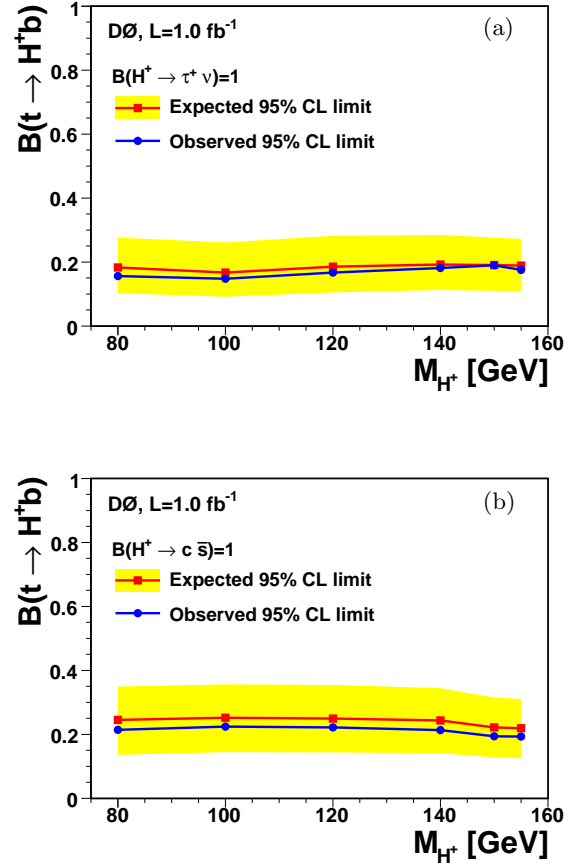 DØ, L=1.0 fb⁻¹ (a)
B(H⁺ → τ⁺ ν)=1
Expected 95% CL limit
Observed 95% CL limit
B(t → H⁺b)
1
0.8
0.6
0.4
0.2
0
80 100 120 140 160
M_H⁺ [GeV]
DØ, L=1.0 fb⁻¹ (b)
B(H⁺ → c s̅)=1
Expected 95% CL limit
Observed 95% CL limit
B(t → H⁺b)
1
0.8
0.6
0.4
0.2
0
80 100 120 140 160
M_H⁺ [GeV]